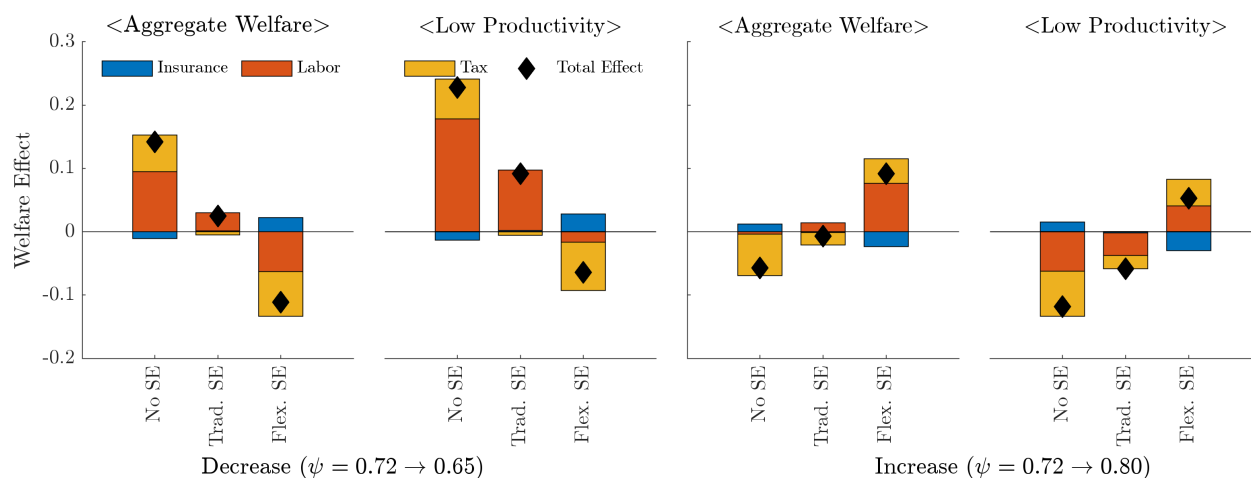 <Aggregate Welfare> <Low Productivity> <Aggregate Welfare> <Low Productivity>
Insurance Labor Tax Total Effect
Welfare Effect
0.3
0.2
0.1
0
-0.1
-0.2
No SE Trad. SE Flex. SE No SE Trad. SE Flex. SE No SE Trad. SE Flex. SE No SE Trad. SE Flex. SE
Decrease (ψ = 0.72 → 0.65) Increase (ψ = 0.72 → 0.80)